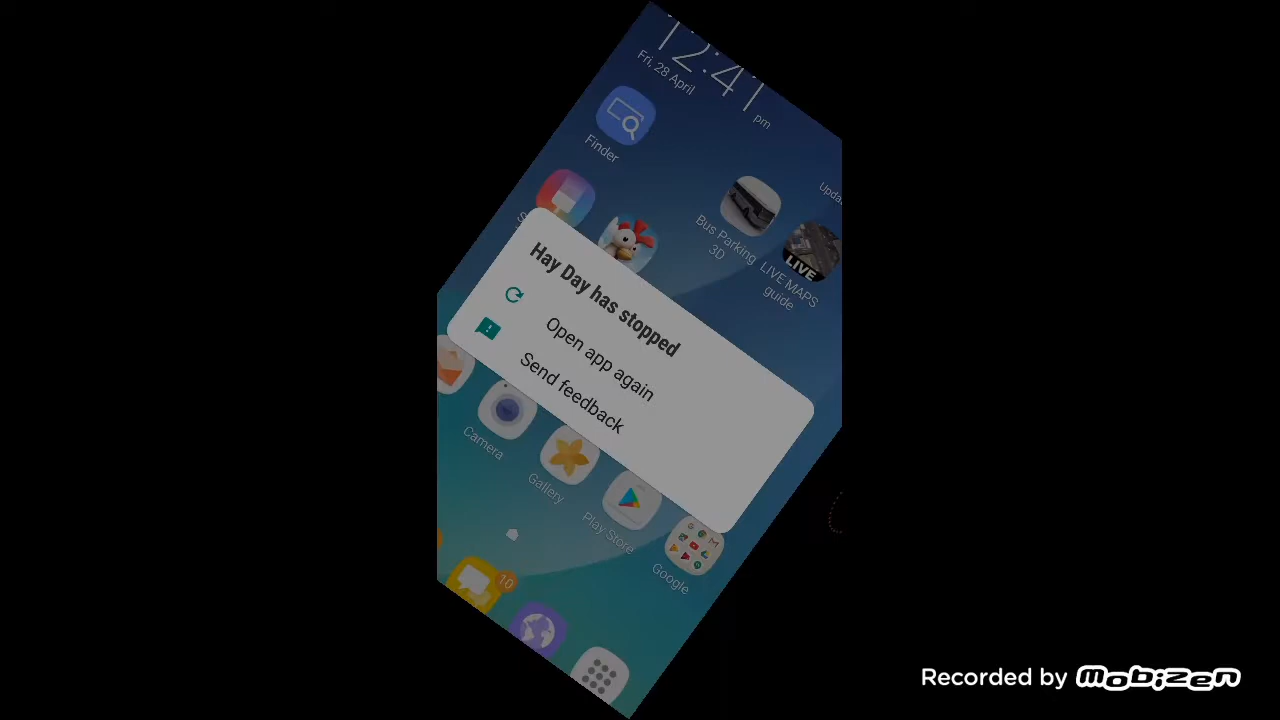 12:41
pm
Fri, 28 April
Finder
Bus Parking
3D
LIVE
LIVE MAPS
guide
Hay Day has stopped
Open app again
Send feedback
Camera
Gallery
Play Store
Google
10
Recorded by mobizen